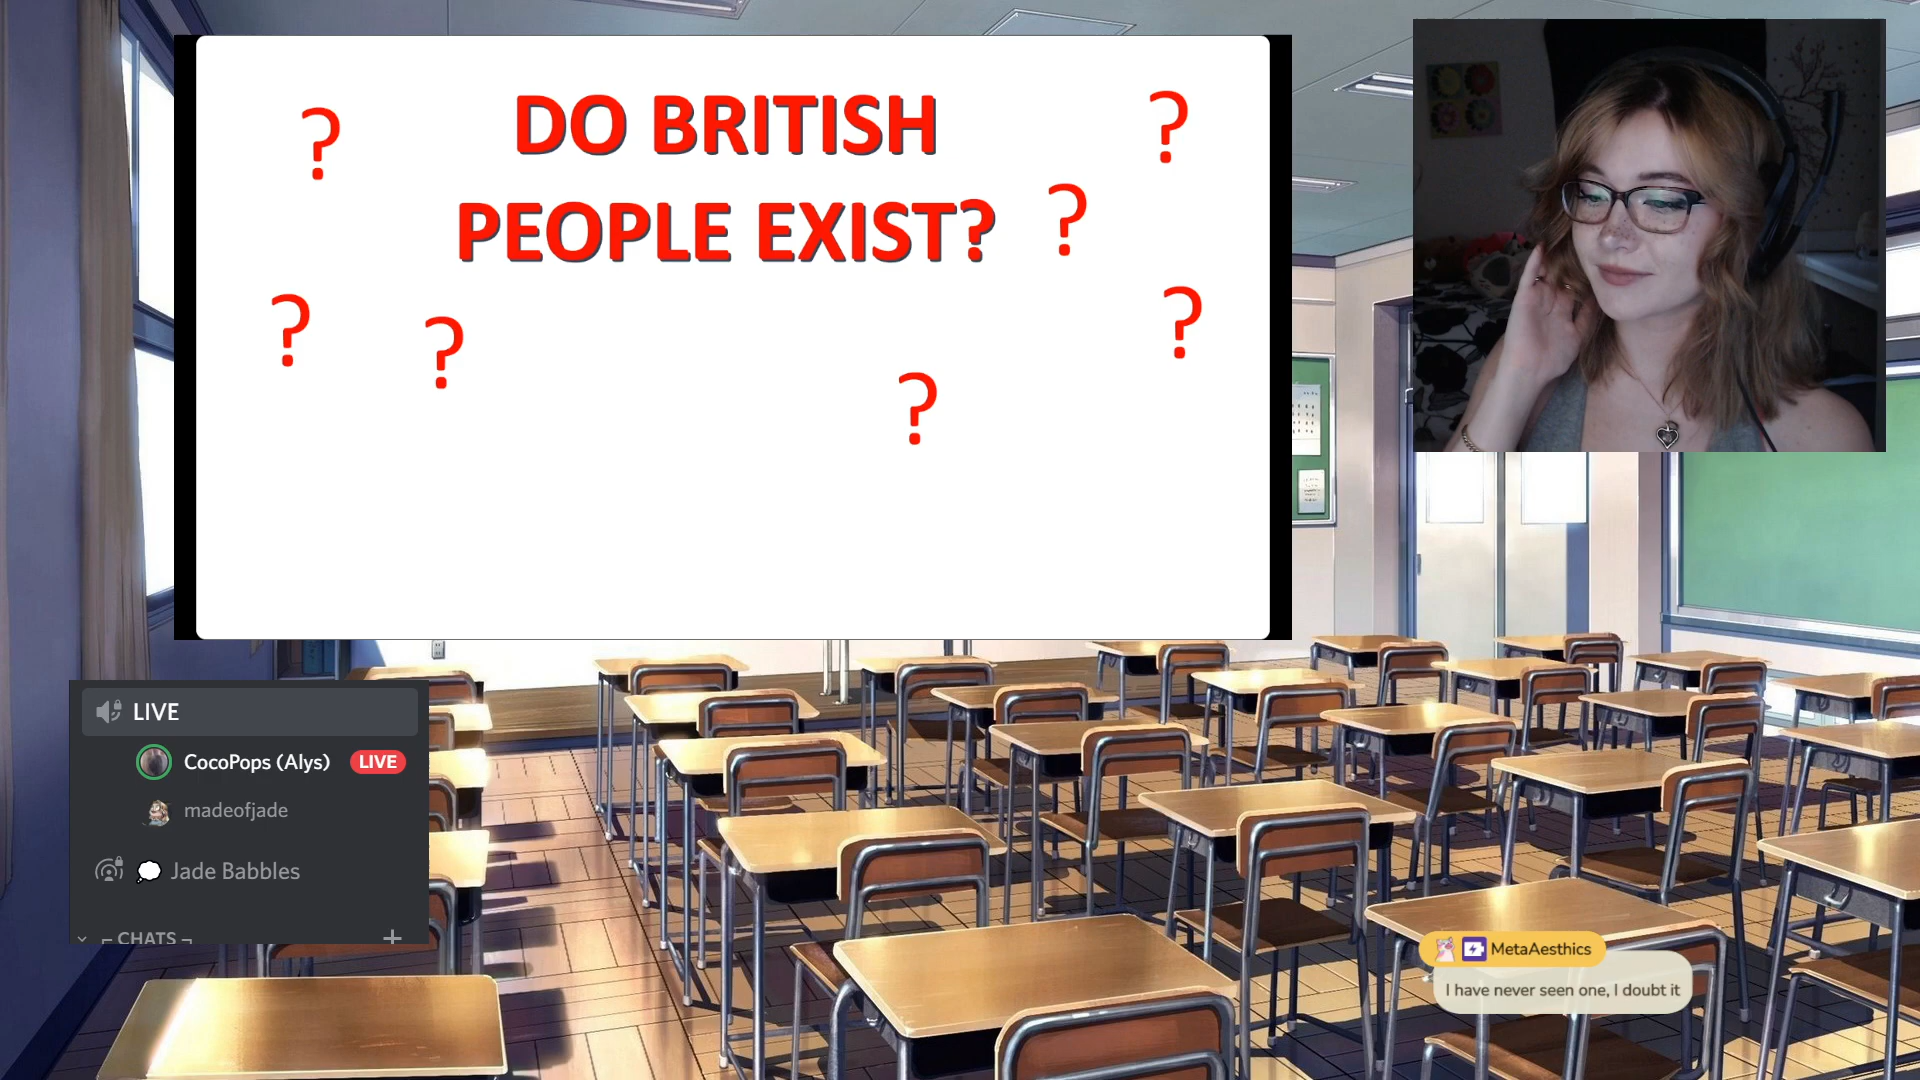 DO BRITISH
PEOPLE EXIST?
? ? ? ? ? ? ?
LIVE
CocoPops (Alys) LIVE
madeofjade
Jade Babbles
CHATS
MetaAesthics
I have never seen one, I doubt it